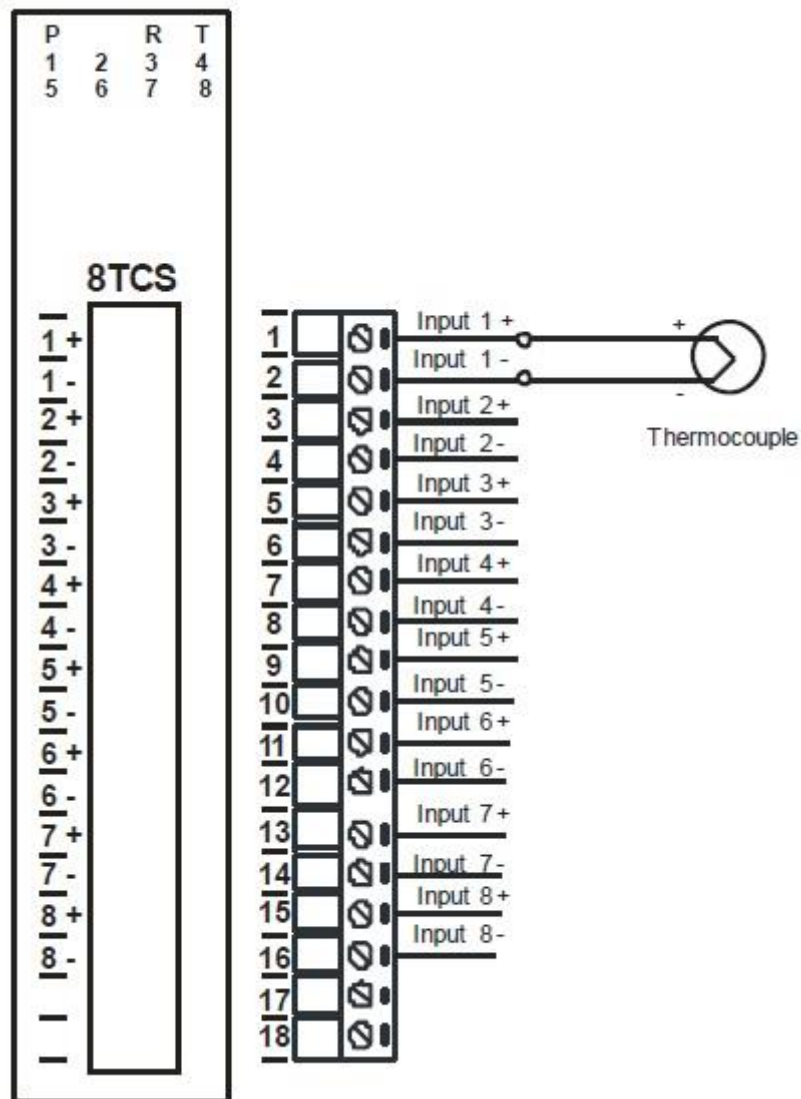 P R T
1 2 3 4
5 6 7 8
8TCS
1 +
1 -
2 +
2 -
3 +
3 -
4 +
4 -
5 +
5 -
6 +
6 -
7 +
7 -
8 +
8 -
1
2
3
4
5
6
7
8
9
10
11
12
13
14
15
16
17
18
Input 1 +
Input 1 -
Input 2 +
Input 2 -
Input 3 +
Input 3 -
Input 4 +
Input 4 -
Input 5 +
Input 5 -
Input 6 +
Input 6 -
Input 7 +
Input 7 -
Input 8 +
Input 8 -
+
-
Thermocouple